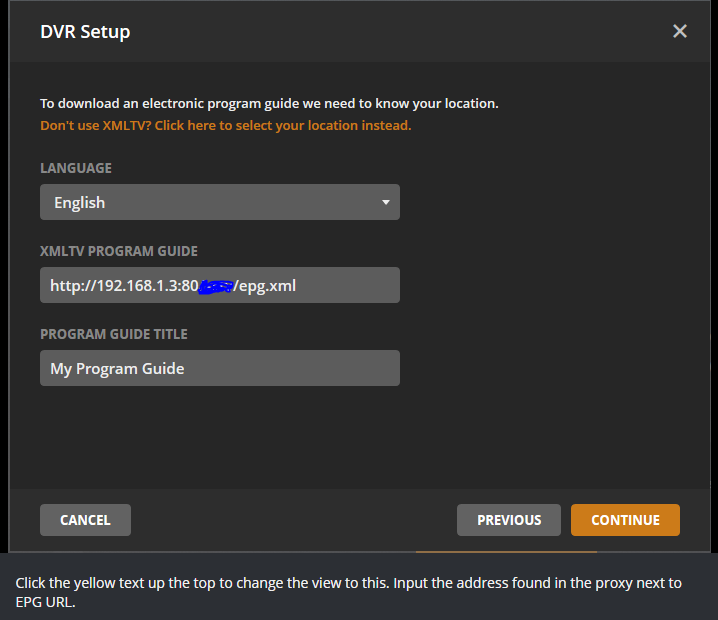 DVR Setup
To download an electronic program guide we need to know your location.
Don't use XMLTV? Click here to select your location instead.
LANGUAGE
English
XMLTV PROGRAM GUIDE
http://192.168.1.3:80 /epg.xml
PROGRAM GUIDE TITLE
My Program Guide
CANCEL
PREVIOUS
CONTINUE
Click the yellow text up the top to change the view to this. Input the address found in the proxy next to
EPG URL.